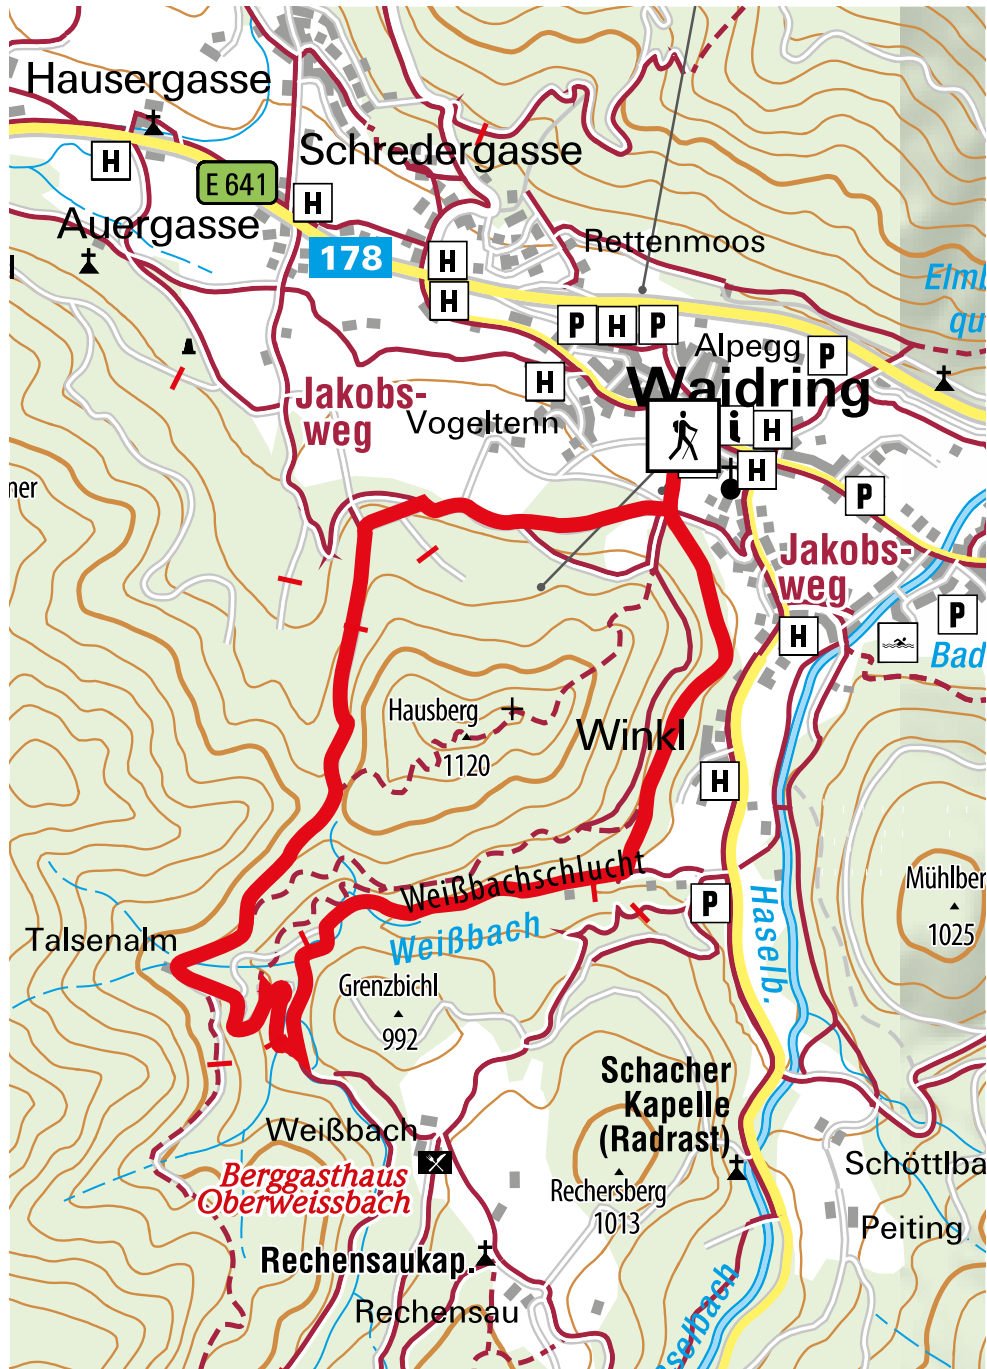 Hausergasse
H
Schredergasse
E 641
H
Auergasse
178
H
Rettenmoos
H
P
H
P
Alpegg
P
Waidring
H
Jakobs-
weg
Vogeltenn
i
H
H
P
Jakobs-
weg
P
H
Bad
Hausberg
1120
Winkl
H
Weißbachschlucht
Mühlber
1025
P
Haselb.
Talsenalm
Weißbach
Grenzbichl
992
Schacher
Kapelle
(Radrast)
Weißbach
Berggasthaus
Oberweissbach
Rechersberg
1013
Schöttlba
Peiting
Rechensaukap.
Rechensau
selbach